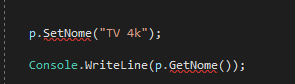 p.SetNome("TV 4k");
Console.WriteLine(p.GetNome());